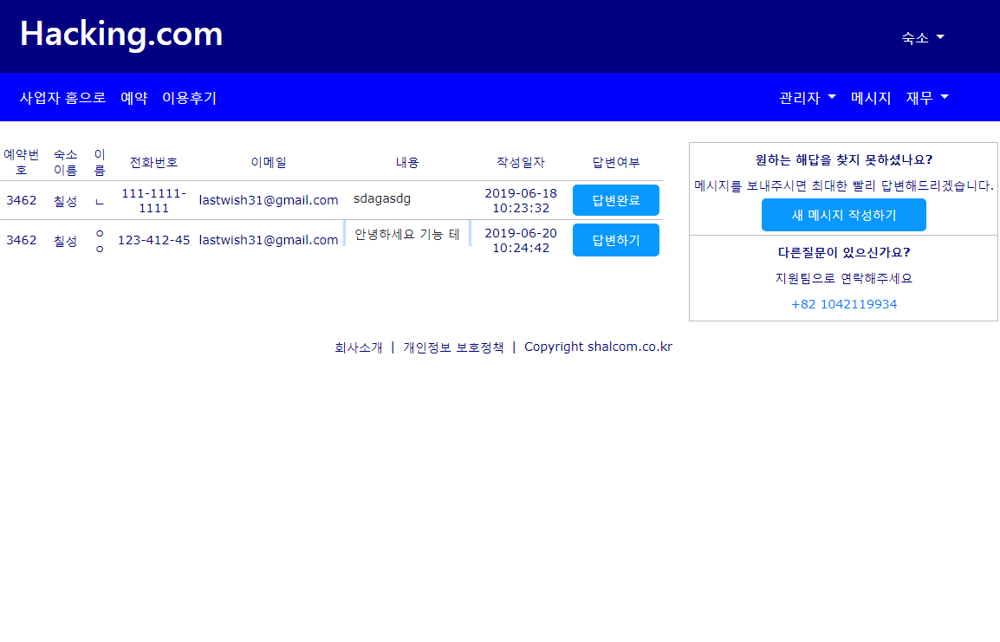 Hacking.com
숙소
사업자 홈으로 예약 이용후기
관리자 메시지 재무
예약번호 숙소이름 이름 전화번호 이메일 내용 작성일자 답변여부
3462 칠성 ㄴ 111-1111-1111 lastwish31@gmail.com sdagasdg 2019-06-18 10:23:32 답변완료
3462 칠성 ㅇㅇ 123-412-45 lastwish31@gmail.com 안녕하세요 기능 테 2019-06-20 10:24:42 답변하기
원하는 해답을 찾지 못하셨나요?
메시지를 보내주시면 최대한 빨리 답변해드리겠습니다.
새 메시지 작성하기
다른질문이 있으신가요?
지원팀으로 연락해주세요
+82 1042119934
회사소개 | 개인정보 보호정책 | Copyright shalcom.co.kr